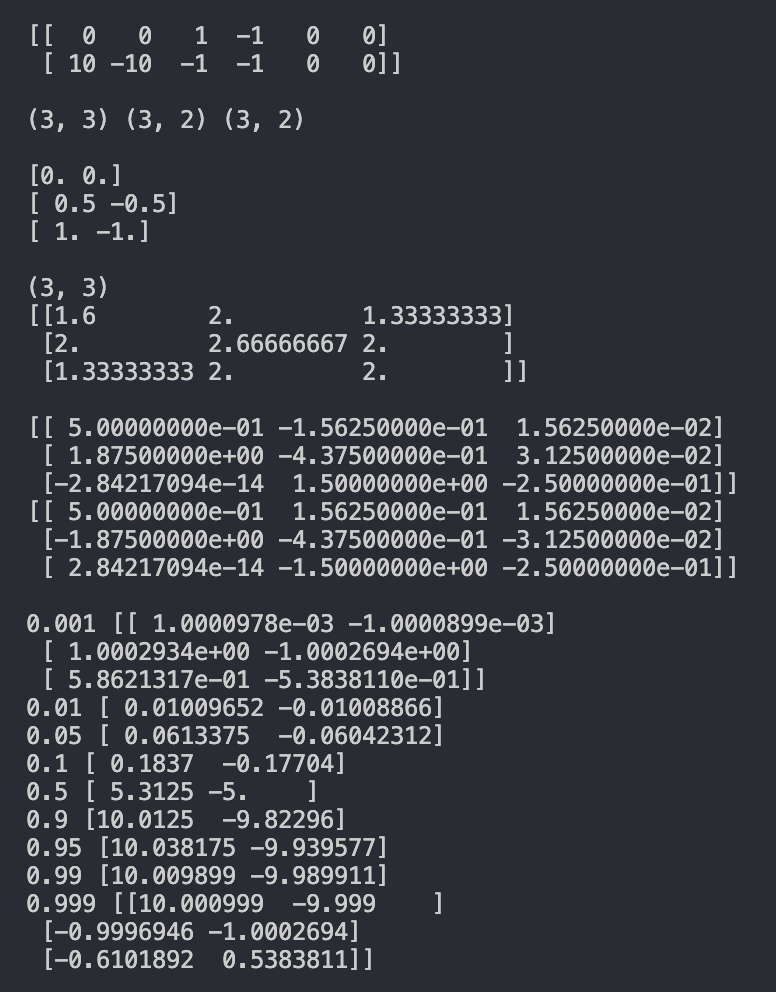 [[  0   0   1  -1   0   0]
 [ 10 -10  -1  -1   0   0]]
(3, 3) (3, 2) (3, 2)
[0. 0.]
[ 0.5 -0.5]
[ 1. -1.]
(3, 3)
[[1.6        2.         1.33333333]
 [2.         2.66666667 2.        ]
 [1.33333333 2.         2.        ]]
[[ 5.00000000e-01 -1.56250000e-01  1.56250000e-02]
 [ 1.87500000e+00 -4.37500000e-01  3.12500000e-02]
 [-2.84217094e-14  1.50000000e+00 -2.50000000e-01]]
[[ 5.00000000e-01  1.56250000e-01  1.56250000e-02]
 [-1.87500000e+00 -4.37500000e-01 -3.12500000e-02]
 [ 2.84217094e-14 -1.50000000e+00 -2.50000000e-01]]
0.001 [[ 1.0000978e-03 -1.0000899e-03]
 [ 1.0002934e+00 -1.0002694e+00]
 [ 5.8621317e-01 -5.3838110e-01]]
0.01 [ 0.01009652 -0.01008866]
0.05 [ 0.0613375  -0.06042312]
0.1 [ 0.1837  -0.17704]
0.5 [ 5.3125 -5.    ]
0.9 [10.0125  -9.82296]
0.95 [10.038175 -9.939577]
0.99 [10.009899 -9.989911]
0.999 [[10.000999  -9.999    ]
 [-0.9996946 -1.0002694]
 [-0.6101892  0.5383811]]